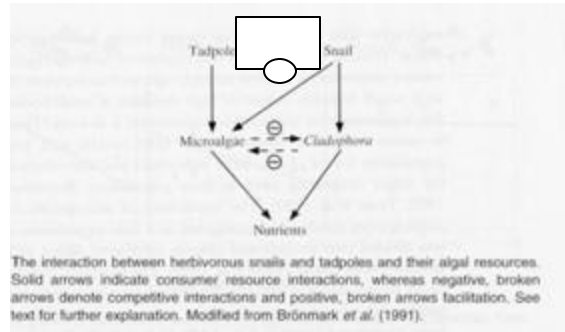 Tadpole Snail
Microalgae ⊖ Cladophora
⊖
Nutrients
The interaction between herbivorous snails and tadpoles and their algal resources.
Solid arrows indicate consumer resource interactions, whereas negative, broken
arrows denote competitive interactions and positive, broken arrows facilitation. See
text for further explanation. Modified from Brönmark et al. (1991).